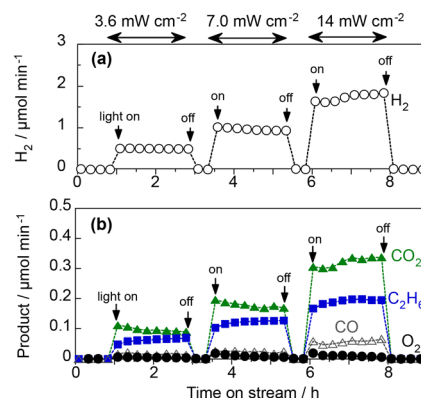 3.6 mW cm⁻² 7.0 mW cm⁻² 14 mW cm⁻²
3
(a)
on
off
H₂ / µmol min⁻¹
2
H₂
on
light on
off
off
1
0
0 2 4 6 8
0.5
(b)
on
off
Product / µmol min⁻¹
0.4
CO₂
on
0.3
light on
off
off
C₂H₆
0.2
CO
0.1
O₂
0
0 2 4 6 8
Time on stream / h